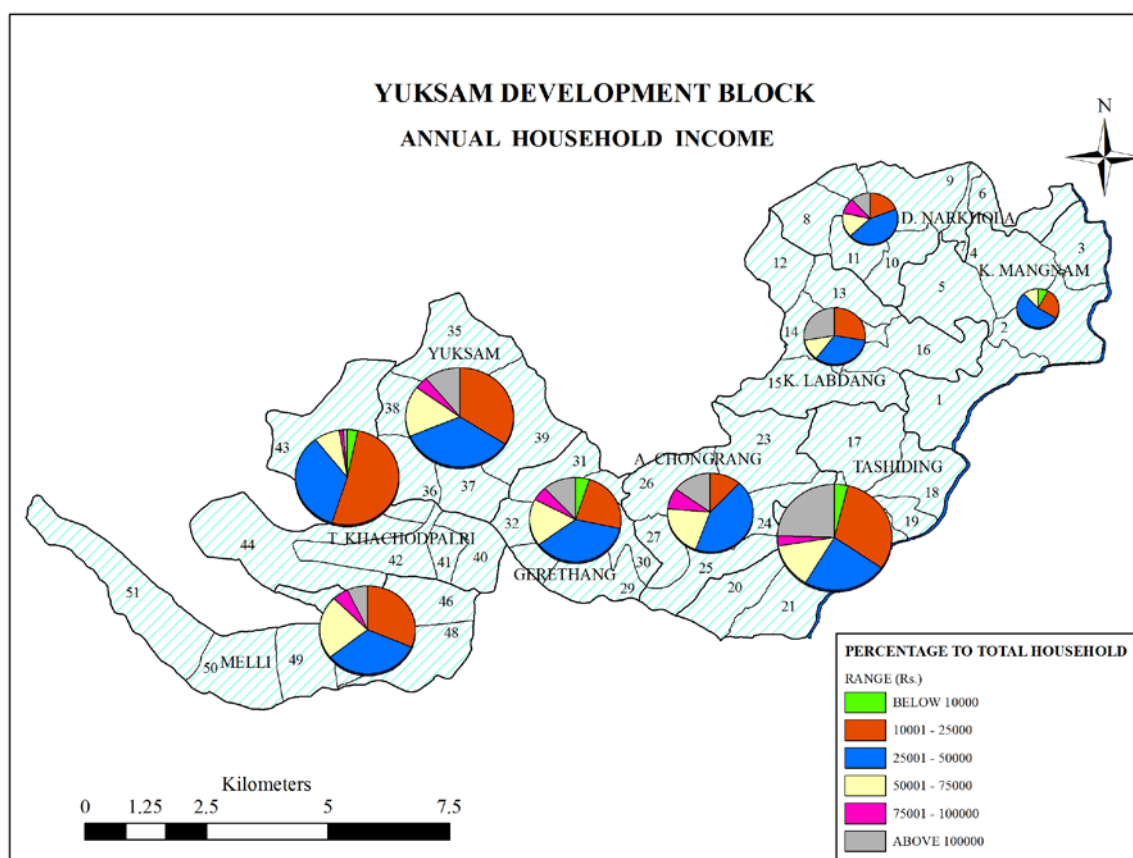 YUKSAM DEVELOPMENT BLOCK
ANNUAL HOUSEHOLD INCOME
N
9
6
8
D. NARKHOLA
3
7
4
12
11
10
K. MANGNAM
13
5
35
2
14
16
YUKSAM
15
K. LABDANG
1
38
23
17
43
39
A. CHONGRANG
31
TASHIDING
26
36
37
18
32
24
19
T. KHACHODPALRI
27
44
42
41
40
30
25
GERETHANG
29
20
51
46
21
48
50
MELLI
49
PERCENTAGE TO TOTAL HOUSEHOLD
RANGE (Rs.)
BELOW 10000
10001 - 25000
25001 - 50000
50001 - 75000
75001 - 100000
ABOVE 100000
Kilometers
0 1.25 2.5 5 7.5